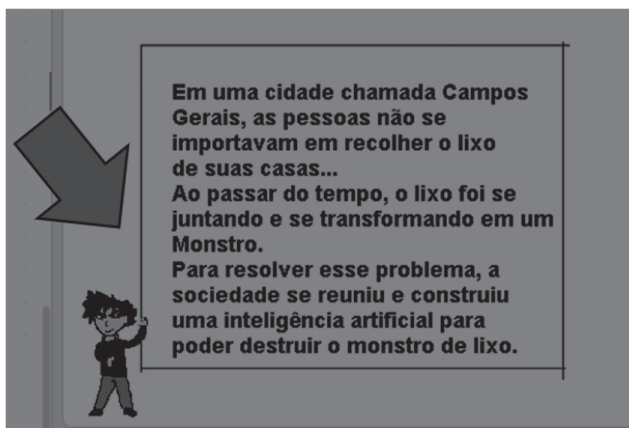 Em uma cidade chamada Campos
Gerais, as pessoas não se
importavam em recolher o lixo
de suas casas...
Ao passar do tempo, o lixo foi se
juntando e se transformando em um
Monstro.
Para resolver esse problema, a
sociedade se reuniu e construiu
uma inteligência artificial para
poder destruir o monstro de lixo.